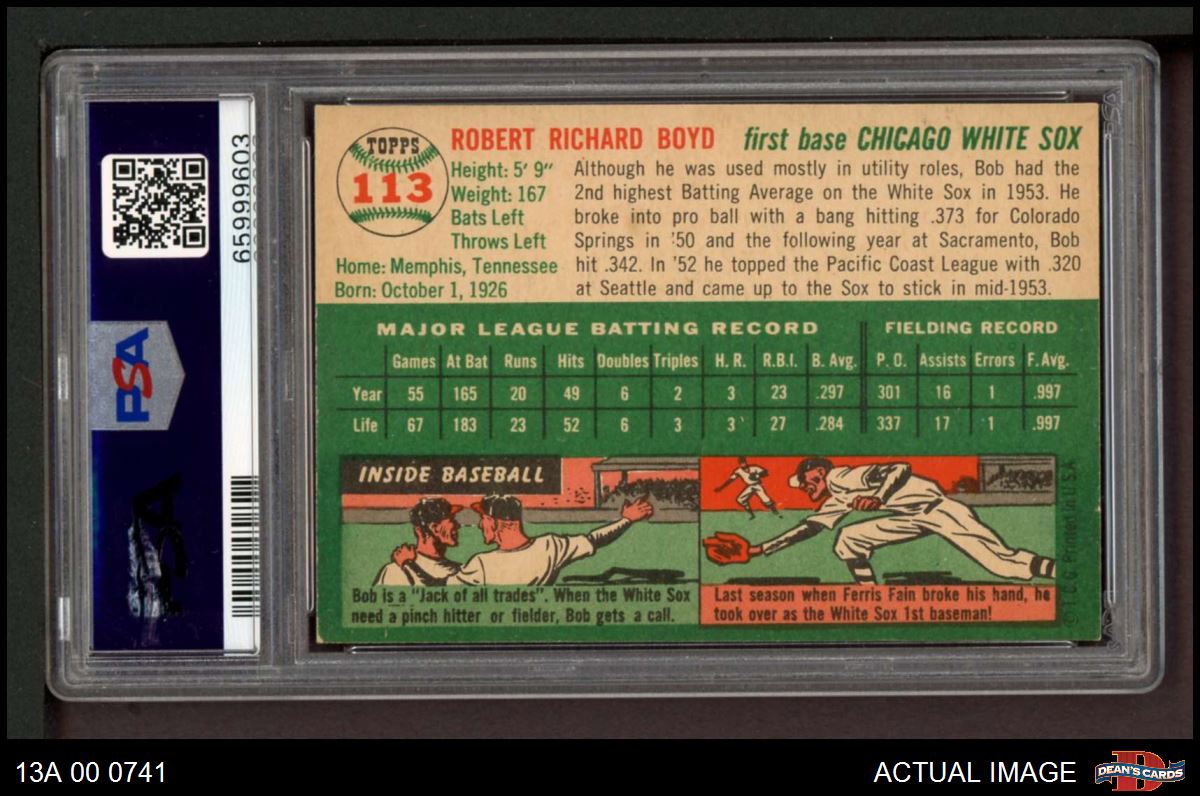 65999603
PSA
TOPPS
113
ROBERT RICHARD BOYD first base CHICAGO WHITE SOX
Height: 5' 9"
Weight: 167
Bats Left
Throws Left
Home: Memphis, Tennessee
Born: October 1, 1926
Although he was used mostly in utility roles, Bob had the
2nd highest Batting Average on the White Sox in 1953. He
broke into pro ball with a bang hitting .373 for Colorado
Springs in '50 and the following year at Sacramento, Bob
hit .342. In '52 he topped the Pacific Coast League with .320
at Seattle and came up to the Sox to stick in mid-1953.
MAJOR LEAGUE BATTING RECORD FIELDING RECORD
Games At Bat Runs Hits Doubles Triples H. R. R.B.I. B. Avg. P. O. Assists Errors F. Avg.
Year 55 165 20 49 6 2 3 23 .297 301 16 1 .997
Life 67 183 23 52 6 3 3 27 .284 337 17 1 .997
INSIDE BASEBALL
Bob is a "Jack of all trades". When the White Sox
need a pinch hitter or fielder, Bob gets a call.
Last season when Ferris Fain broke his hand, he
took over as the White Sox 1st baseman!
© T.C.G. Printed in U.S.A.
13A 00 0741
ACTUAL IMAGE
DEAN'S CARDS